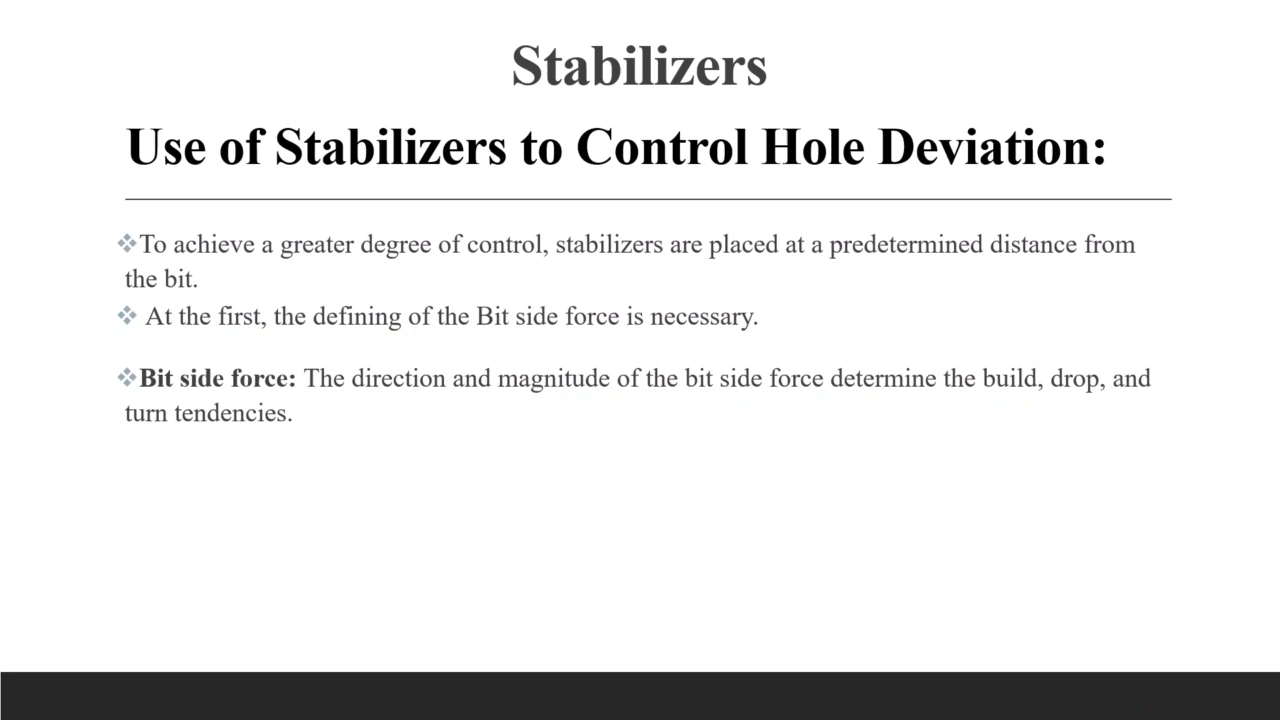 Stabilizers
Use of Stabilizers to Control Hole Deviation:
❖To achieve a greater degree of control, stabilizers are placed at a predetermined distance from
the bit.
❖ At the first, the defining of the Bit side force is necessary.
❖Bit side force: The direction and magnitude of the bit side force determine the build, drop, and
turn tendencies.